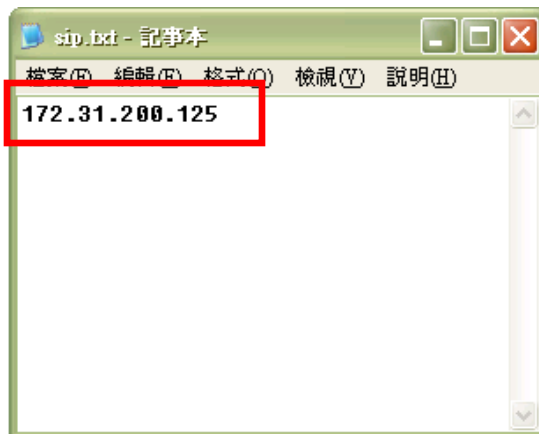 sip.txt - 記事本
檔案(F) 編輯(E) 格式(O) 檢視(V) 說明(H)
172.31.200.125